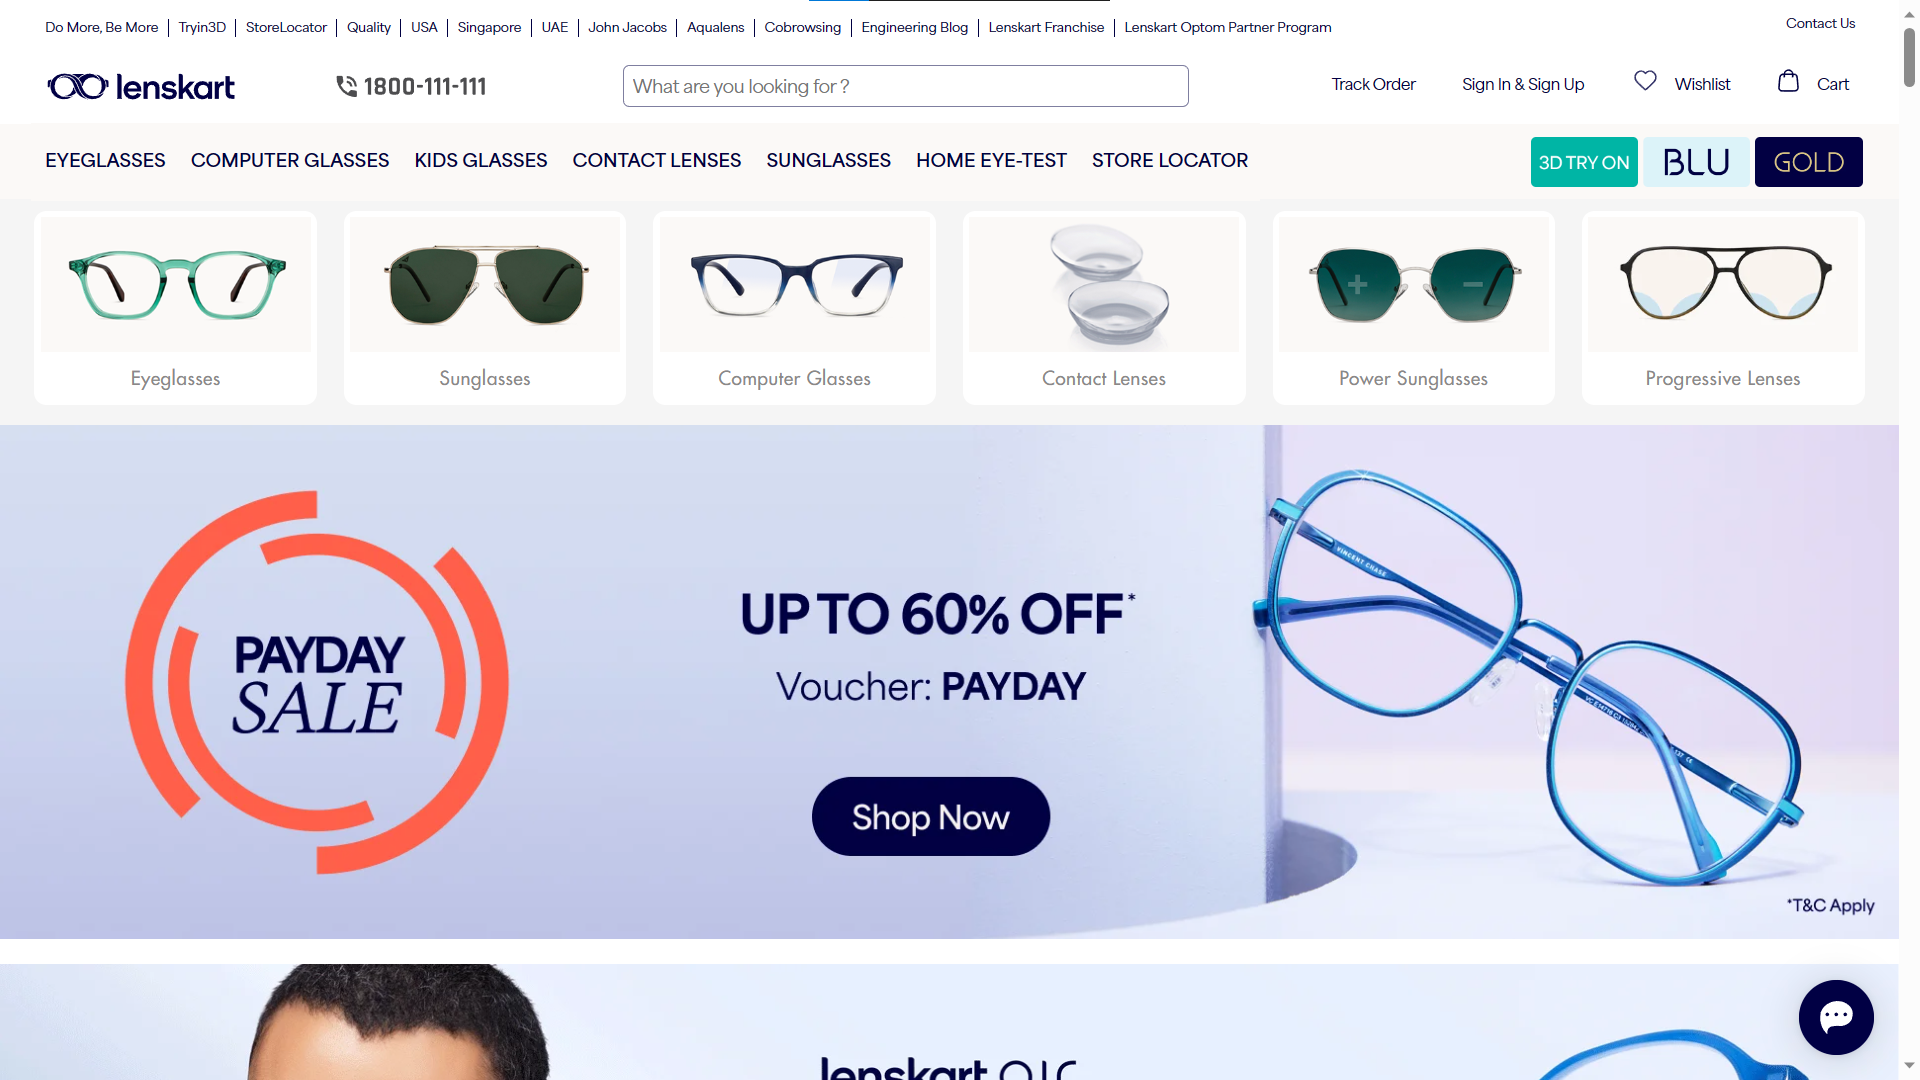 Do More, Be More Tryin3D StoreLocator Quality USA Singapore UAE John Jacobs Aqualens Cobrowsing Engineering Blog Lenskart Franchise Lenskart Optom Partner Program Contact Us
lenskart 1800-111-111 What are you looking for ? Track Order Sign In & Sign Up Wishlist Cart
EYEGLASSES COMPUTER GLASSES KIDS GLASSES CONTACT LENSES SUNGLASSES HOME EYE-TEST STORE LOCATOR 3D TRY ON BLU GOLD
Eyeglasses Sunglasses Computer Glasses Contact Lenses Power Sunglasses Progressive Lenses
PAYDAY
SALE
UP TO 60% OFF*
Voucher: PAYDAY
Shop Now
VINCENT CHASE
*T&C Apply
lenskart